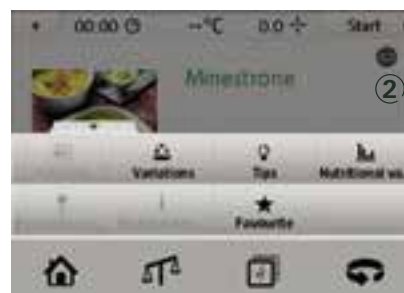 00:00 --°C 0.0 Start
Minestrone
2
Variations Tips Nutritional va...
Favourite